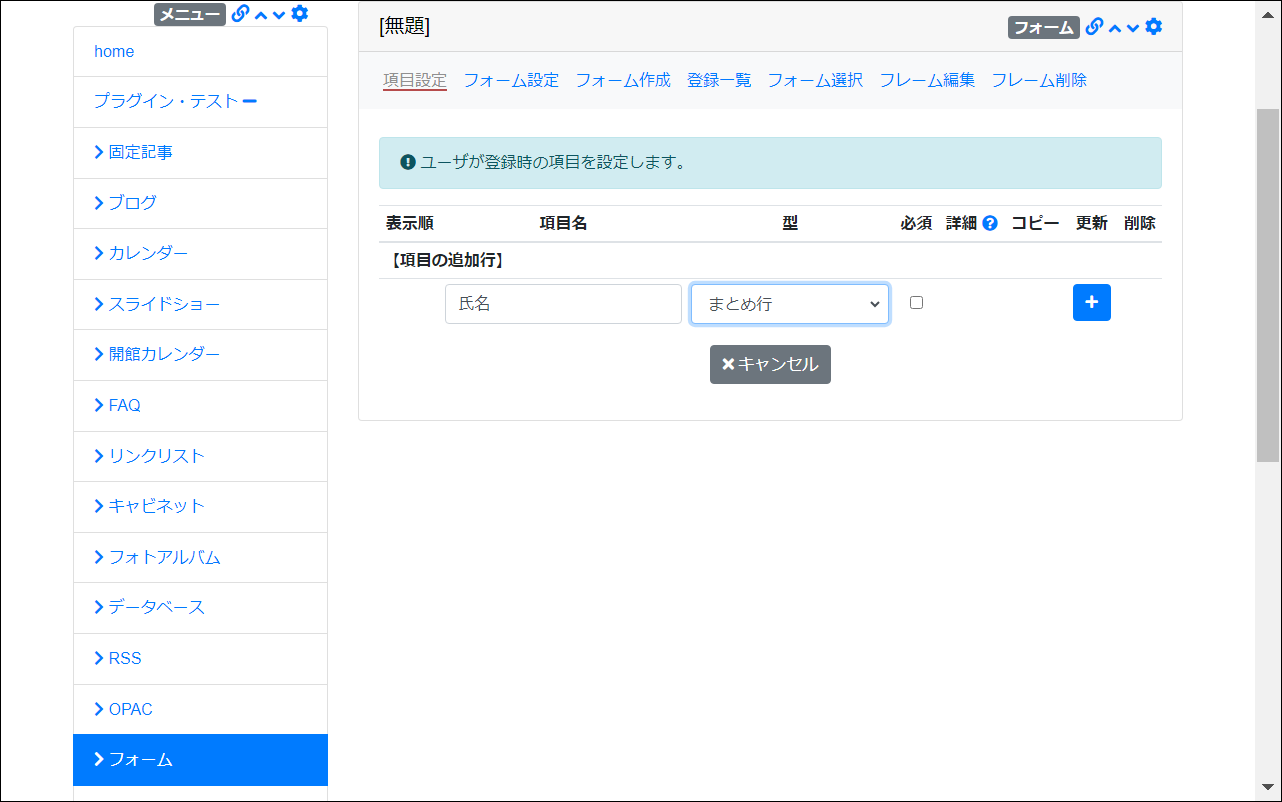 メニュー
home
プラグイン・テスト
固定記事
ブログ
カレンダー
スライドショー
開館カレンダー
FAQ
リンクリスト
キャビネット
フォトアルバム
データベース
RSS
OPAC
フォーム
[無題]
フォーム
項目設定 フォーム設定 フォーム作成 登録一覧 フォーム選択 フレーム編集 フレーム削除
ユーザが登録時の項目を設定します。
表示順 項目名 型 必須 詳細 コピー 更新 削除
【項目の追加行】
氏名 まとめ行
キャンセル